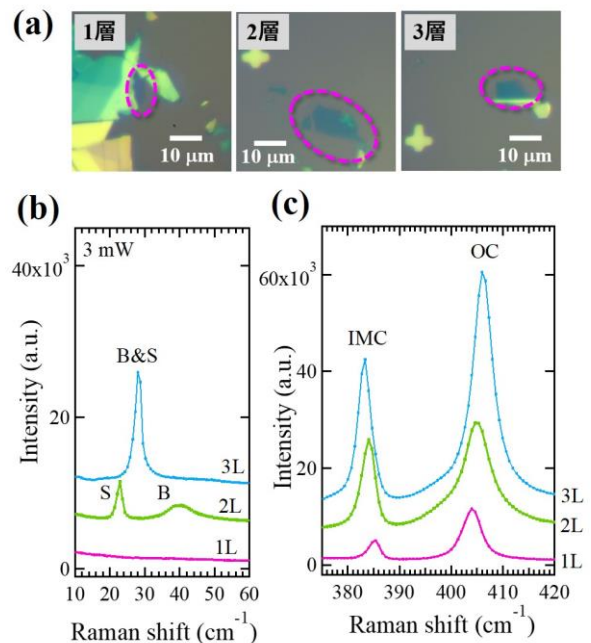 (a)
1層
2層
3層
10 μm
10 μm
10 μm
(b)
3 mW
40x10³
20
0
Intensity (a.u.)
B&S
3L
S
B
2L
1L
10 20 30 40 50 60
Raman shift (cm⁻¹)
(c)
60x10³
40
20
0
Intensity (a.u.)
OC
IMC
3L
2L
1L
380 390 400 410 420
Raman shift (cm⁻¹)